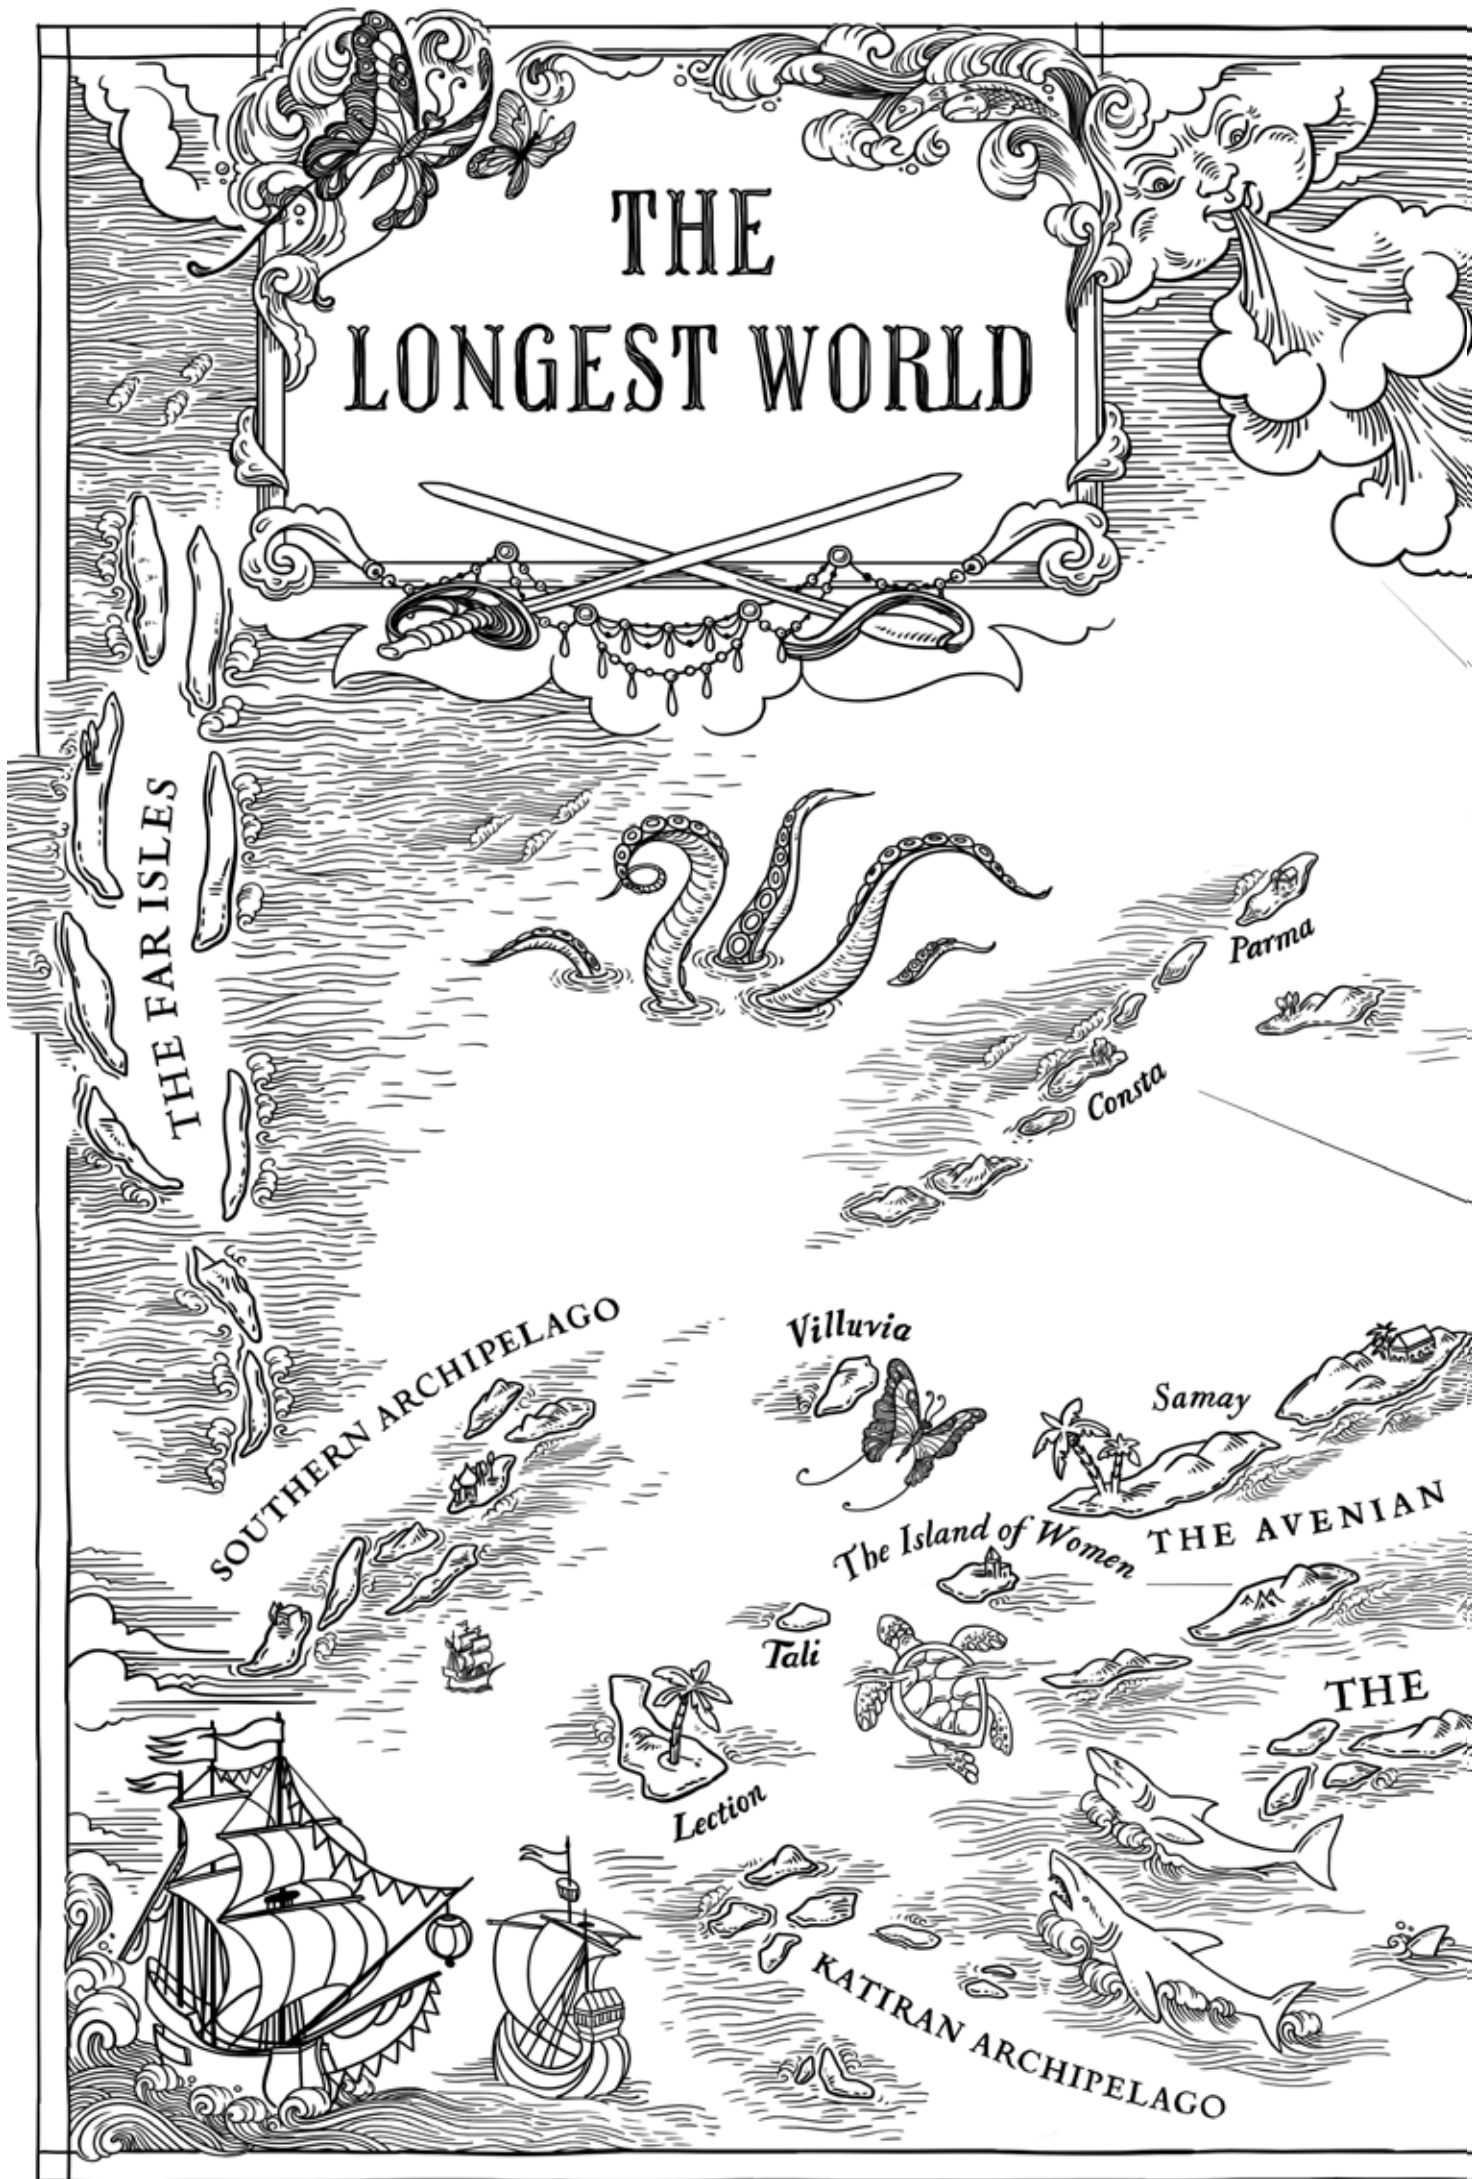 THE
LONGEST WORLD
THE FAR ISLES
Parma
Consta
SOUTHERN ARCHIPELAGO
Villuvia
Samay
THE AVENIAN
The Island of Women
Tali
THE
Lection
KATIRAN ARCHIPELAGO